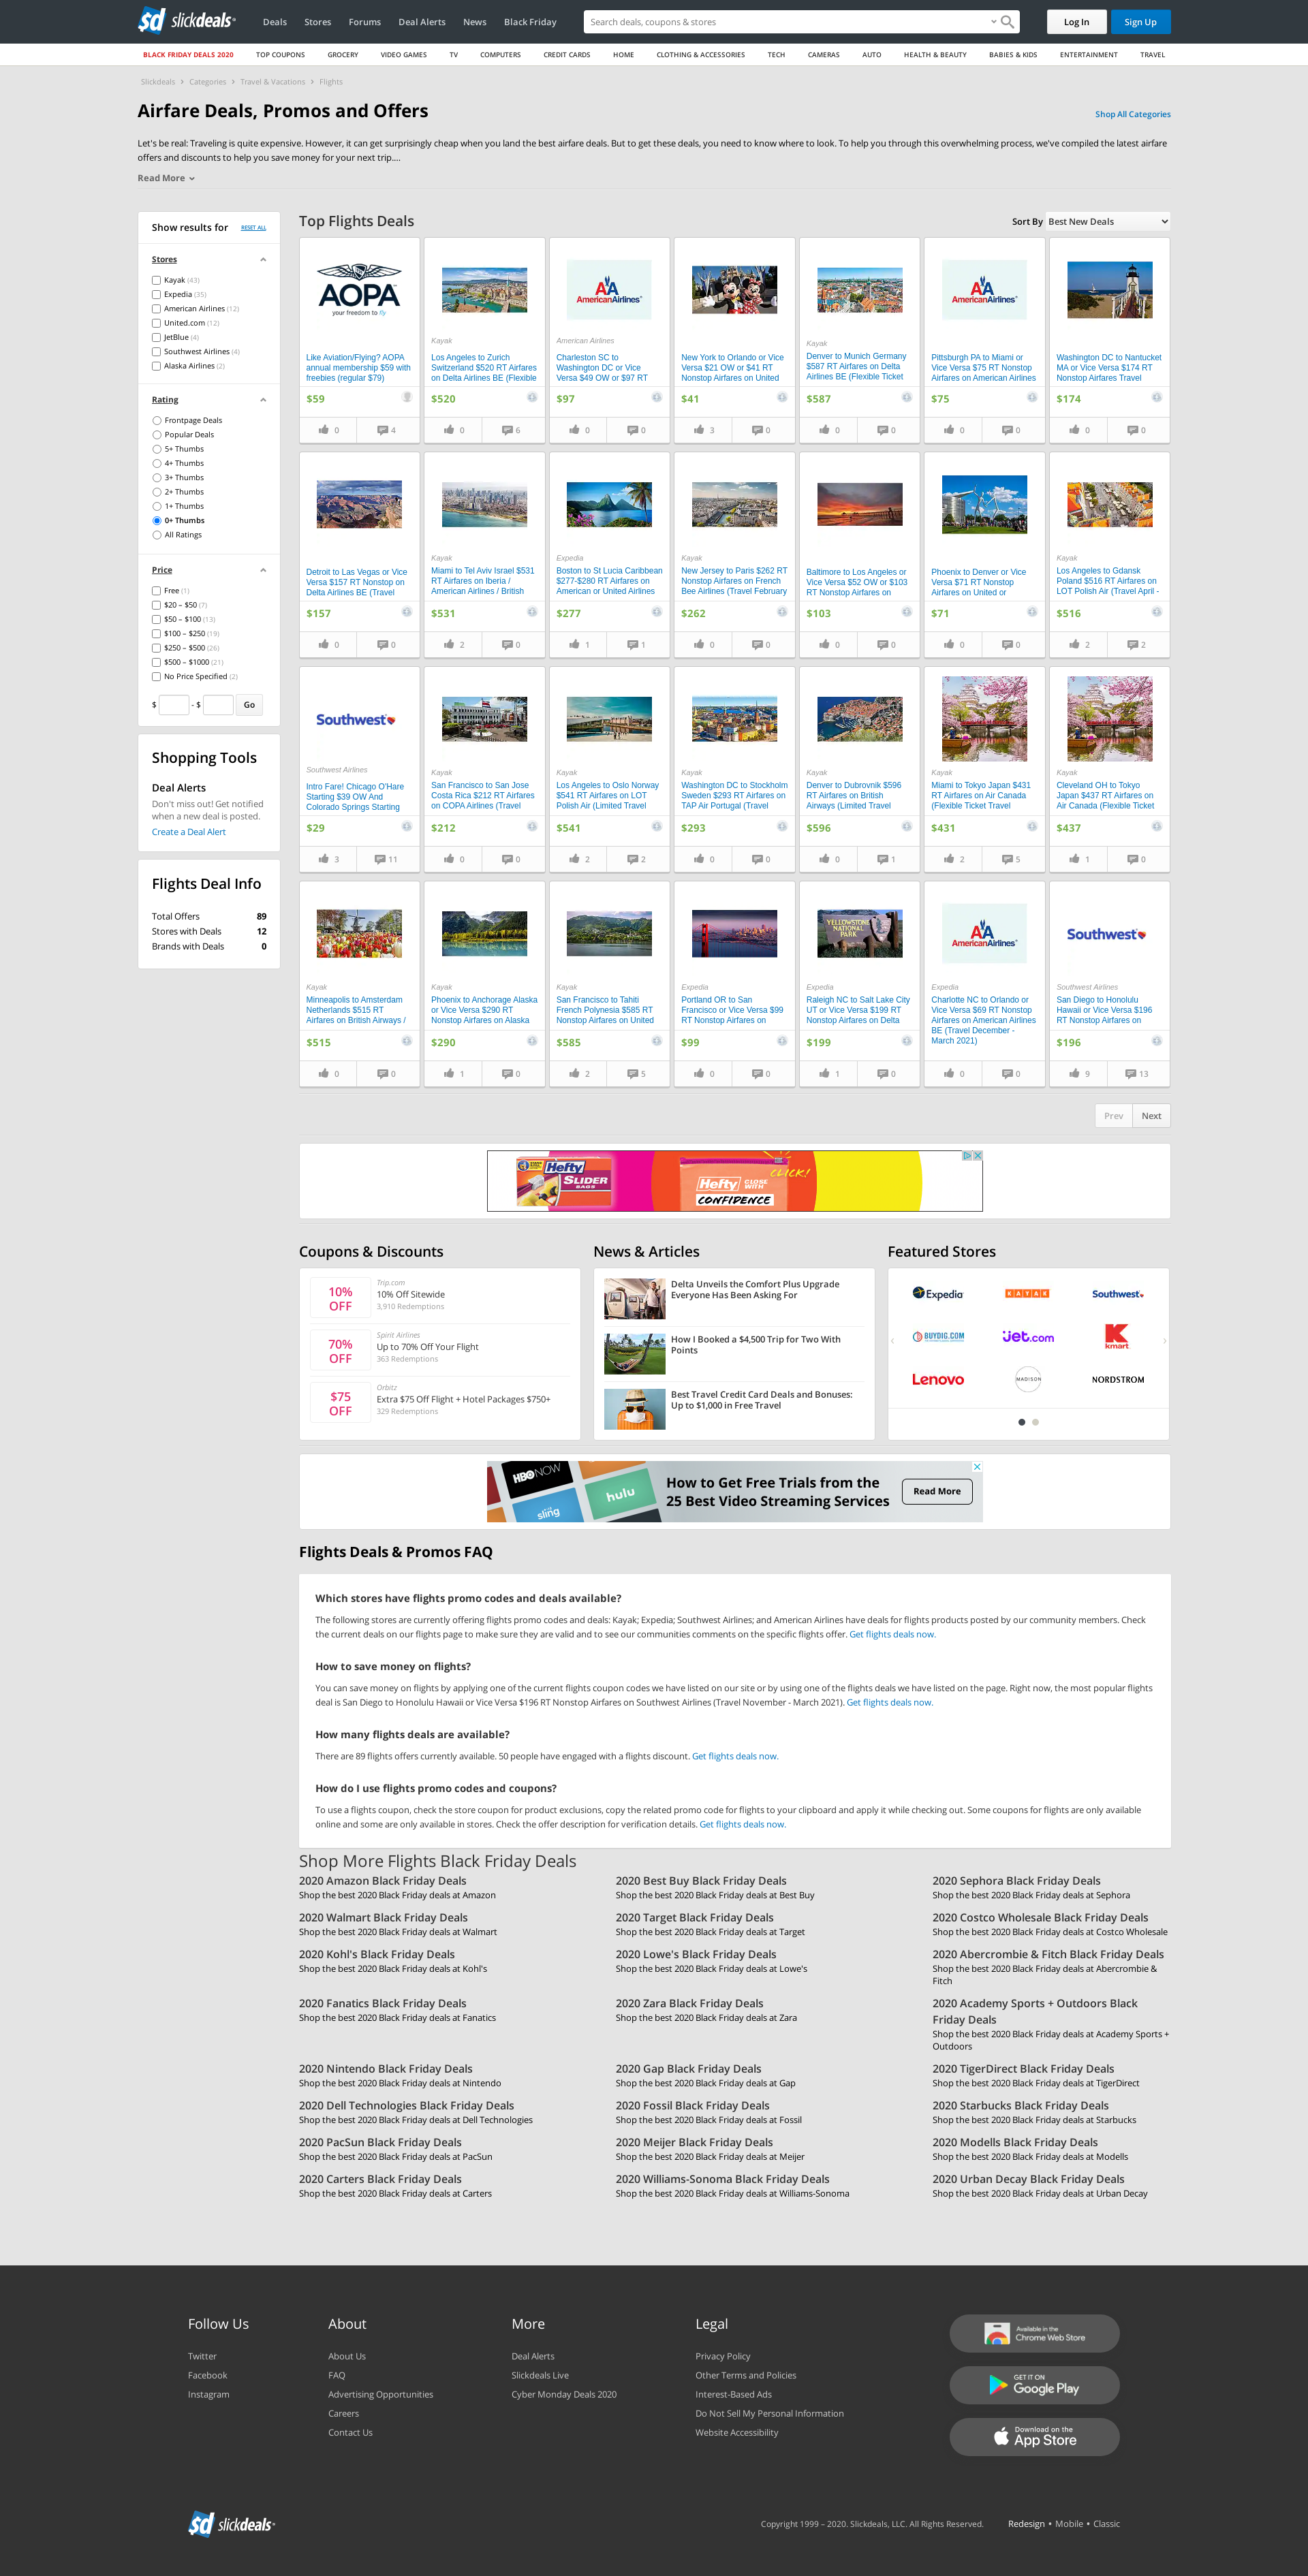 sd slickdeals
Deals Stores Forums Deal Alerts News Black Friday
Search deals, coupons & stores
Log In Sign Up
BLACK FRIDAY DEALS 2020 TOP COUPONS GROCERY VIDEO GAMES TV COMPUTERS CREDIT CARDS HOME CLOTHING & ACCESSORIES TECH CAMERAS AUTO HEALTH & BEAUTY BABIES & KIDS ENTERTAINMENT TRAVEL
Slickdeals > Categories > Travel & Vacations > Flights
Airfare Deals, Promos and Offers
Shop All Categories
Let's be real: Traveling is quite expensive. However, it can get surprisingly cheap when you land the best airfare deals. But to get these deals, you need to know where to look. To help you through this overwhelming process, we've compiled the latest airfare
offers and discounts to help you save money for your next trip....
Read More
Show results for RESET ALL
Stores
Kayak (43)
Expedia (35)
American Airlines (12)
United.com (12)
JetBlue (4)
Southwest Airlines (4)
Alaska Airlines (2)
Rating
Frontpage Deals
Popular Deals
5+ Thumbs
4+ Thumbs
3+ Thumbs
2+ Thumbs
1+ Thumbs
0+ Thumbs
All Ratings
Price
Free (1)
$20 – $50 (7)
$50 – $100 (13)
$100 – $250 (19)
$250 – $500 (26)
$500 – $1000 (21)
No Price Specified (2)
$ - $ Go
Shopping Tools
Deal Alerts
Don't miss out! Get notified
when a new deal is posted.
Create a Deal Alert
Flights Deal Info
Total Offers 89
Stores with Deals 12
Brands with Deals 0
Top Flights Deals
Sort By Best New Deals
AOPA
your freedom to fly
Like Aviation/Flying? AOPA
annual membership $59 with
freebies (regular $79)
$59
0 4
Kayak
Los Angeles to Zurich
Switzerland $520 RT Airfares
on Delta Airlines BE (Flexible
$520
0 6
AmericanAirlines
American Airlines
Charleston SC to
Washington DC or Vice
Versa $49 OW or $97 RT
$97
0 0
New York to Orlando or Vice
Versa $21 OW or $41 RT
Nonstop Airfares on United
$41
3 0
Kayak
Denver to Munich Germany
$587 RT Airfares on Delta
Airlines BE (Flexible Ticket
$587
0 0
AmericanAirlines
Pittsburgh PA to Miami or
Vice Versa $75 RT Nonstop
Airfares on American Airlines
$75
0 0
Washington DC to Nantucket
MA or Vice Versa $174 RT
Nonstop Airfares Travel
$174
0 0
Detroit to Las Vegas or Vice
Versa $157 RT Nonstop on
Delta Airlines BE (Travel
$157
0 0
Kayak
Miami to Tel Aviv Israel $531
RT Airfares on Iberia /
American Airlines / British
$531
2 0
Expedia
Boston to St Lucia Caribbean
$277-$280 RT Airfares on
American or United Airlines
$277
1 1
Kayak
New Jersey to Paris $262 RT
Nonstop Airfares on French
Bee Airlines (Travel February
$262
0 0
Baltimore to Los Angeles or
Vice Versa $52 OW or $103
RT Nonstop Airfares on
$103
0 0
Phoenix to Denver or Vice
Versa $71 RT Nonstop
Airfares on United or
$71
0 0
Kayak
Los Angeles to Gdansk
Poland $516 RT Airfares on
LOT Polish Air (Travel April -
$516
2 2
Southwest
Southwest Airlines
Intro Fare! Chicago O'Hare
Starting $39 OW And
Colorado Springs Starting
$29
3 11
Kayak
San Francisco to San Jose
Costa Rica $212 RT Airfares
on COPA Airlines (Travel
$212
0 0
Kayak
Los Angeles to Oslo Norway
$541 RT Airfares on LOT
Polish Air (Limited Travel
$541
2 2
Kayak
Washington DC to Stockholm
Sweden $293 RT Airfares on
TAP Air Portugal (Travel
$293
0 0
Kayak
Denver to Dubrovnik $596
RT Airfares on British
Airways (Limited Travel
$596
0 1
Kayak
Miami to Tokyo Japan $431
RT Airfares on Air Canada
(Flexible Ticket Travel
$431
2 5
Kayak
Cleveland OH to Tokyo
Japan $437 RT Airfares on
Air Canada (Flexible Ticket
$437
1 0
Kayak
Minneapolis to Amsterdam
Netherlands $515 RT
Airfares on British Airways /
$515
0 0
Kayak
Phoenix to Anchorage Alaska
or Vice Versa $290 RT
Nonstop Airfares on Alaska
$290
1 0
Kayak
San Francisco to Tahiti
French Polynesia $585 RT
Nonstop Airfares on United
$585
2 5
Expedia
Portland OR to San
Francisco or Vice Versa $99
RT Nonstop Airfares on
$99
0 0
YELLOWSTONE
NATIONAL
PARK
Expedia
Raleigh NC to Salt Lake City
UT or Vice Versa $199 RT
Nonstop Airfares on Delta
$199
1 0
AmericanAirlines
Expedia
Charlotte NC to Orlando or
Vice Versa $69 RT Nonstop
Airfares on American Airlines
BE (Travel December -
March 2021)
0 0
Southwest
Southwest Airlines
San Diego to Honolulu
Hawaii or Vice Versa $196
RT Nonstop Airfares on
$196
9 13
Prev Next
Hefty SLIDER BAGS
Hefty CLICK!
CLOSE WITH
CONFIDENCE
Coupons & Discounts
10% OFF
Trip.com
10% Off Sitewide
3,910 Redemptions
70% OFF
Spirit Airlines
Up to 70% Off Your Flight
363 Redemptions
$75 OFF
Orbitz
Extra $75 Off Flight + Hotel Packages $750+
329 Redemptions
News & Articles
Delta Unveils the Comfort Plus Upgrade
Everyone Has Been Asking For
How I Booked a $4,500 Trip for Two With
Points
Best Travel Credit Card Deals and Bonuses:
Up to $1,000 in Free Travel
Featured Stores
Expedia KAYAK Southwest
BUYDIG.COM jet.com kmart
Lenovo MADISON NORDSTROM
HBO NOW
sling
hulu
How to Get Free Trials from the
25 Best Video Streaming Services
Read More
Flights Deals & Promos FAQ
Which stores have flights promo codes and deals available?
The following stores are currently offering flights promo codes and deals: Kayak; Expedia; Southwest Airlines; and American Airlines have deals for flights products posted by our community members. Check
the current deals on our flights page to make sure they are valid and to see our communities comments on the specific flights offer. Get flights deals now.
How to save money on flights?
You can save money on flights by applying one of the current flights coupon codes we have listed on our site or by using one of the flights deals we have listed on the page. Right now, the most popular flights
deal is San Diego to Honolulu Hawaii or Vice Versa $196 RT Nonstop Airfares on Southwest Airlines (Travel November - March 2021). Get flights deals now.
How many flights deals are available?
There are 89 flights offers currently available. 50 people have engaged with a flights discount. Get flights deals now.
How do I use flights promo codes and coupons?
To use a flights coupon, check the store coupon for product exclusions, copy the related promo code for flights to your clipboard and apply it while checking out. Some coupons for flights are only available
online and some are only available in stores. Check the offer description for verification details. Get flights deals now.
Shop More Flights Black Friday Deals
2020 Amazon Black Friday Deals
Shop the best 2020 Black Friday deals at Amazon
2020 Best Buy Black Friday Deals
Shop the best 2020 Black Friday deals at Best Buy
2020 Sephora Black Friday Deals
Shop the best 2020 Black Friday deals at Sephora
2020 Walmart Black Friday Deals
Shop the best 2020 Black Friday deals at Walmart
2020 Target Black Friday Deals
Shop the best 2020 Black Friday deals at Target
2020 Costco Wholesale Black Friday Deals
Shop the best 2020 Black Friday deals at Costco Wholesale
2020 Kohl's Black Friday Deals
Shop the best 2020 Black Friday deals at Kohl's
2020 Lowe's Black Friday Deals
Shop the best 2020 Black Friday deals at Lowe's
2020 Abercrombie & Fitch Black Friday Deals
Shop the best 2020 Black Friday deals at Abercrombie &
Fitch
2020 Fanatics Black Friday Deals
Shop the best 2020 Black Friday deals at Fanatics
2020 Zara Black Friday Deals
Shop the best 2020 Black Friday deals at Zara
2020 Academy Sports + Outdoors Black
Friday Deals
Shop the best 2020 Black Friday deals at Academy Sports +
Outdoors
2020 Nintendo Black Friday Deals
Shop the best 2020 Black Friday deals at Nintendo
2020 Gap Black Friday Deals
Shop the best 2020 Black Friday deals at Gap
2020 TigerDirect Black Friday Deals
Shop the best 2020 Black Friday deals at TigerDirect
2020 Dell Technologies Black Friday Deals
Shop the best 2020 Black Friday deals at Dell Technologies
2020 Fossil Black Friday Deals
Shop the best 2020 Black Friday deals at Fossil
2020 Starbucks Black Friday Deals
Shop the best 2020 Black Friday deals at Starbucks
2020 PacSun Black Friday Deals
Shop the best 2020 Black Friday deals at PacSun
2020 Meijer Black Friday Deals
Shop the best 2020 Black Friday deals at Meijer
2020 Modells Black Friday Deals
Shop the best 2020 Black Friday deals at Modells
2020 Carters Black Friday Deals
Shop the best 2020 Black Friday deals at Carters
2020 Williams-Sonoma Black Friday Deals
Shop the best 2020 Black Friday deals at Williams-Sonoma
2020 Urban Decay Black Friday Deals
Shop the best 2020 Black Friday deals at Urban Decay
Follow Us
Twitter
Facebook
Instagram
About
About Us
FAQ
Advertising Opportunities
Careers
Contact Us
More
Deal Alerts
Slickdeals Live
Cyber Monday Deals 2020
Legal
Privacy Policy
Other Terms and Policies
Interest-Based Ads
Do Not Sell My Personal Information
Website Accessibility
Available in the
Chrome Web Store
GET IT ON
Google Play
Download on the
App Store
sd slickdeals
Copyright 1999 – 2020. Slickdeals, LLC. All Rights Reserved. Redesign • Mobile • Classic